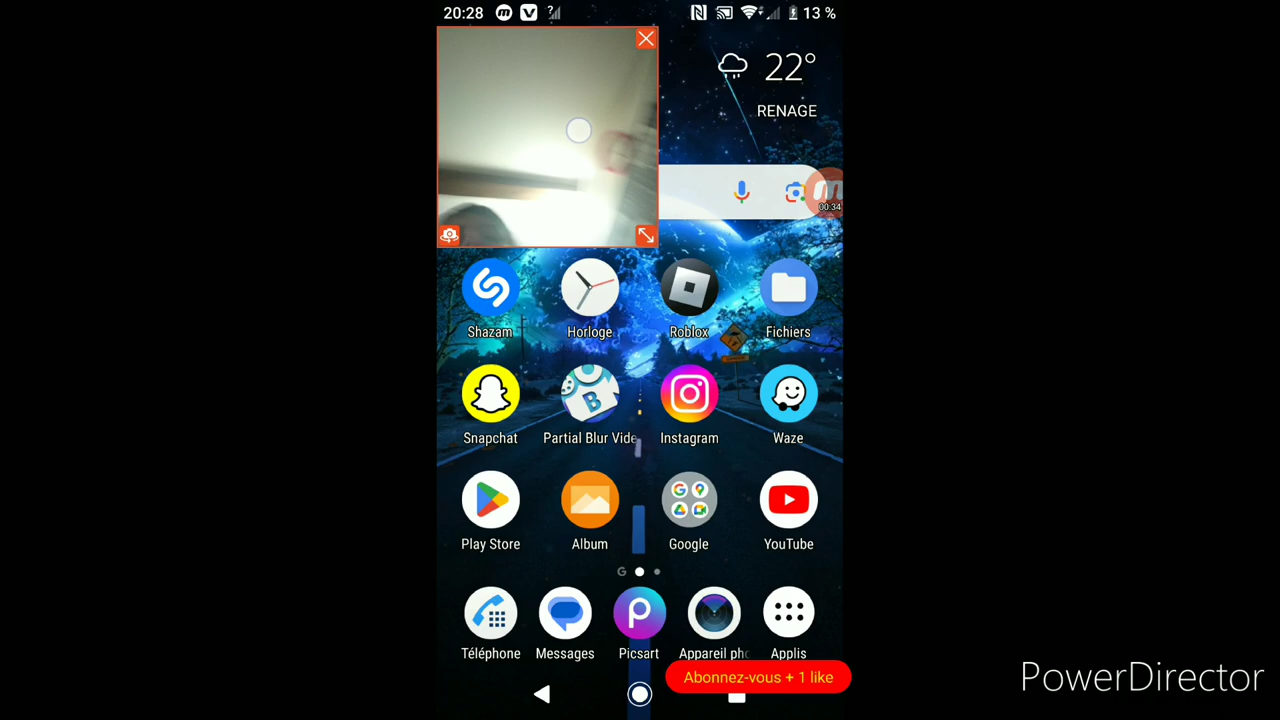 20:28 ? 13 %
22°
RENAGE
00:34
Shazam Horloge Roblox Fichiers
B
Snapchat Partial Blur Vide Instagram Waze
Play Store Album Google YouTube
G
Téléphone Messages Picsart Appareil pho Applis
Abonnez-vous + 1 like
PowerDirector